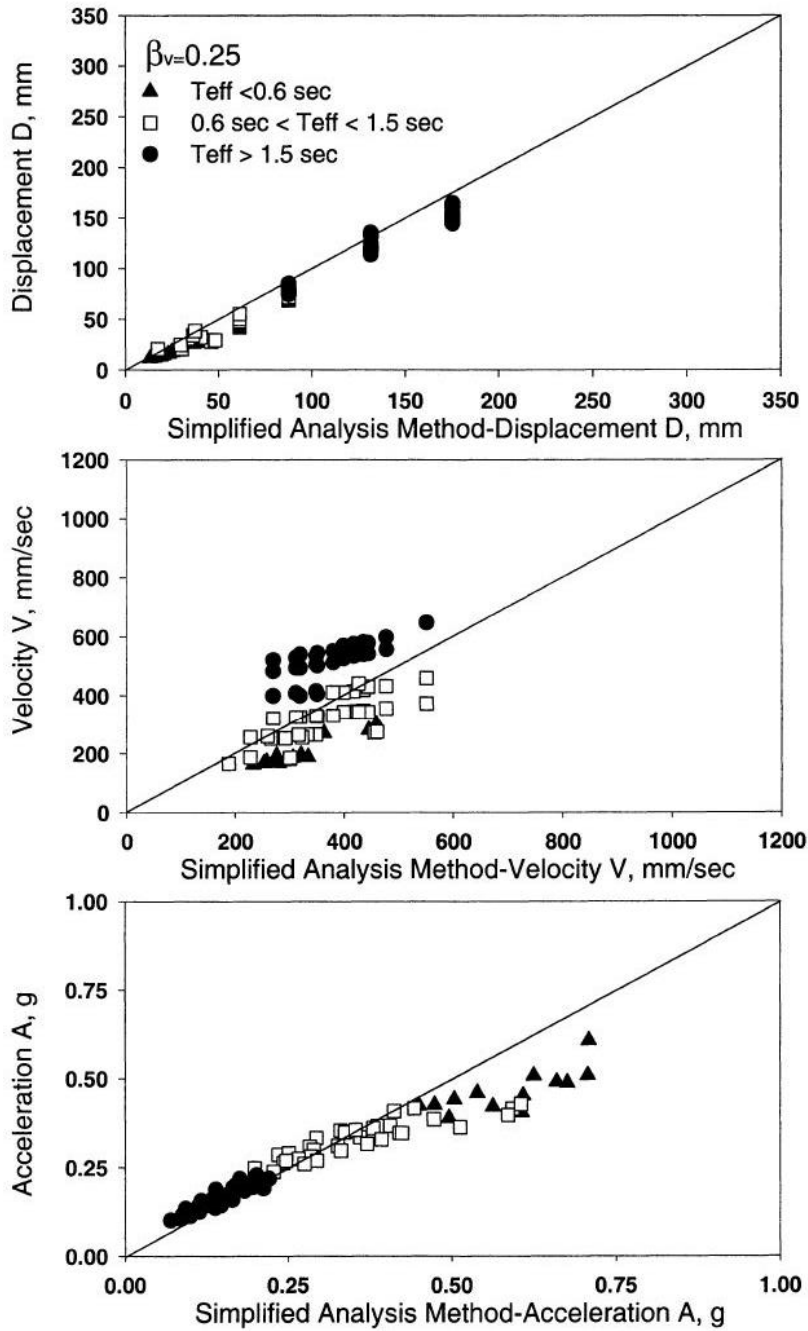 350
300
250
200
150
100
50
0
Displacement D, mm
βv=0.25
Teff <0.6 sec
0.6 sec < Teff < 1.5 sec
Teff > 1.5 sec
0 50 100 150 200 250 300 350
Simplified Analysis Method-Displacement D, mm
1200
1000
800
600
400
200
0
Velocity V, mm/sec
0 200 400 600 800 1000 1200
Simplified Analysis Method-Velocity V, mm/sec
1.00
0.75
0.50
0.25
0.00
Acceleration A, g
0.00 0.25 0.50 0.75 1.00
Simplified Analysis Method-Acceleration A, g